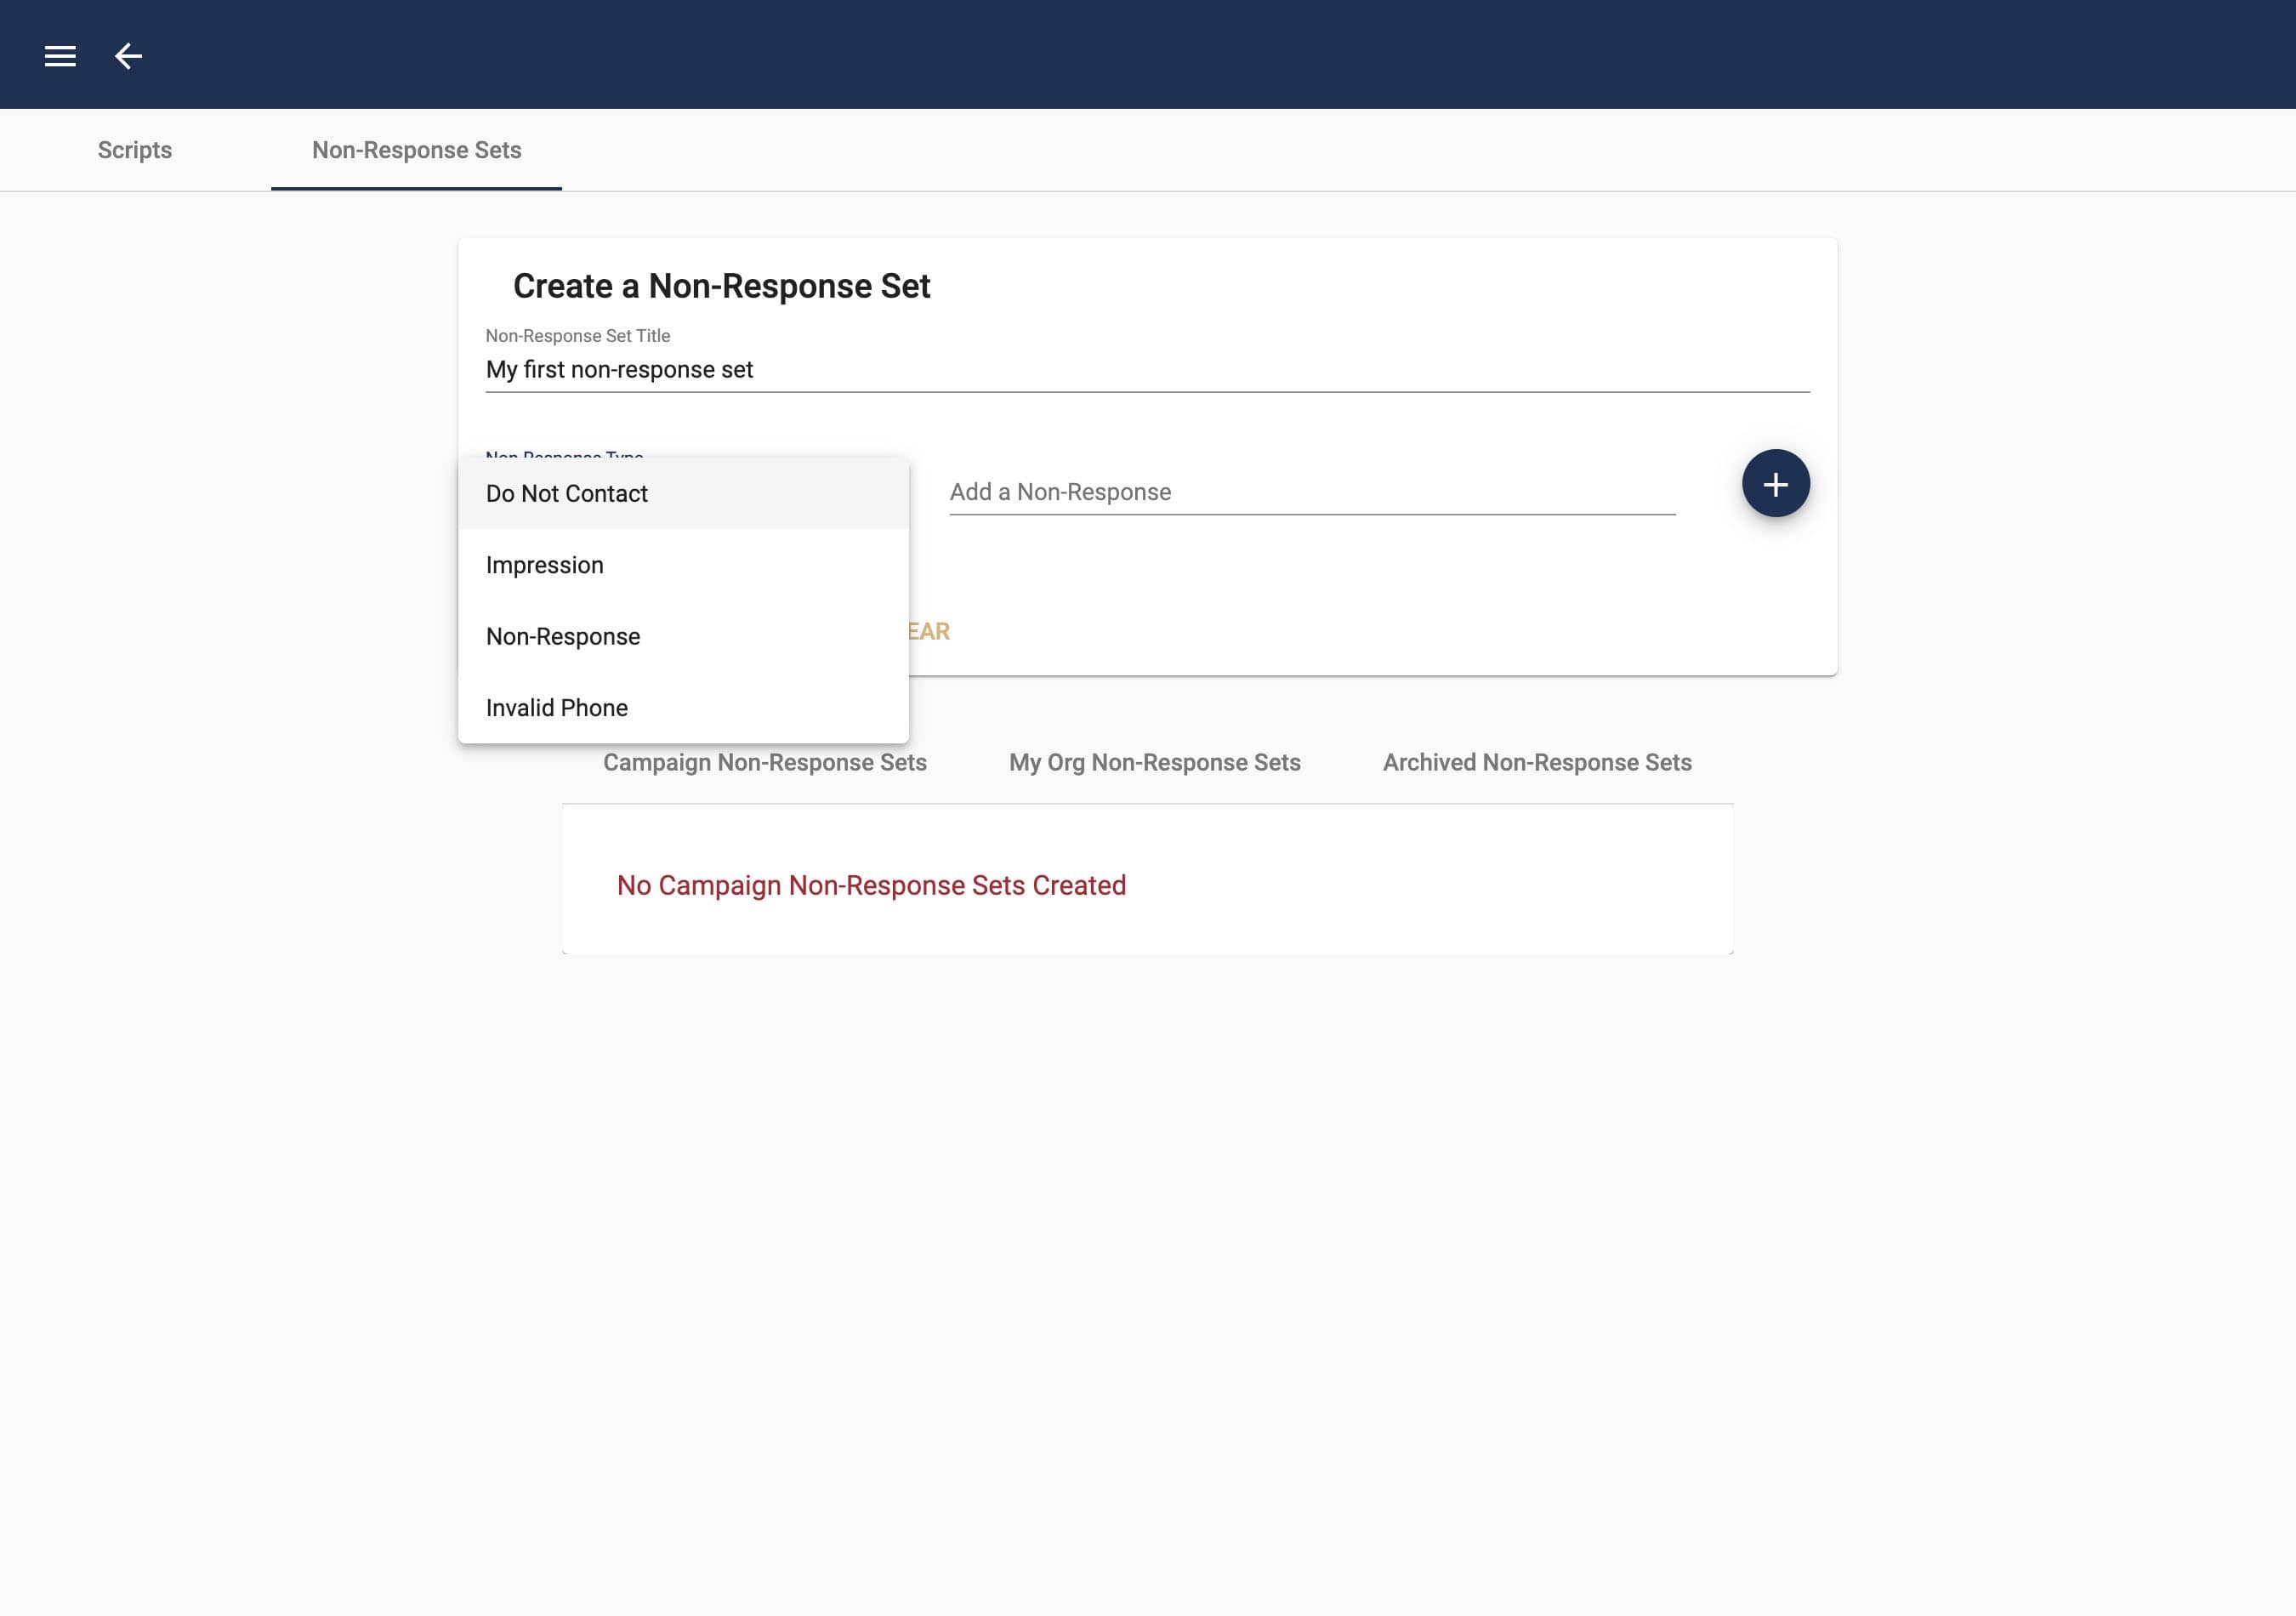 Scripts
Non-Response Sets
Create a Non-Response Set
Non-Response Set Title
My first non-response set
Non Response Type
Do Not Contact
Add a Non-Response
Impression
Non-Response
EAR
Invalid Phone
Campaign Non-Response Sets
My Org Non-Response Sets
Archived Non-Response Sets
No Campaign Non-Response Sets Created